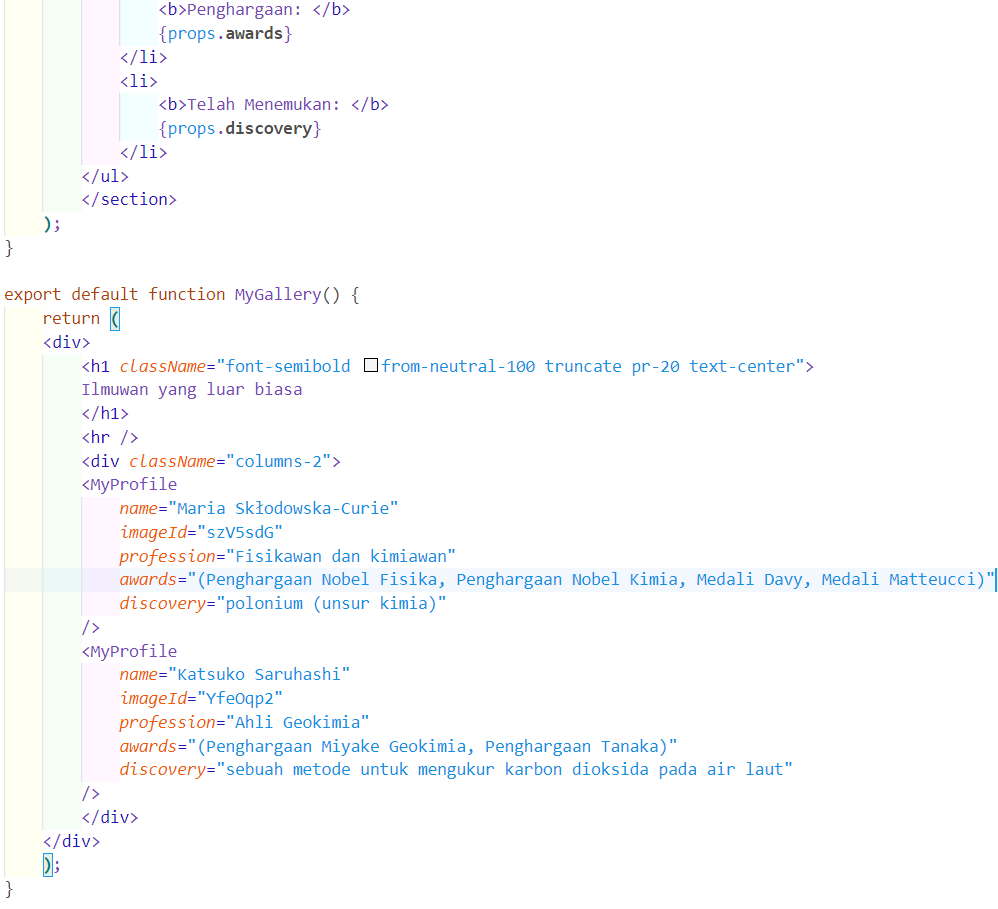 <b>Penghargaan: </b>
{props.awards}
</li>
<li>
<b>Telah Menemukan: </b>
{props.discovery}
</li>
</ul>
</section>
);
}
export default function MyGallery() {
return (
<div>
<h1 className="font-semibold from-neutral-100 truncate pr-20 text-center">
Ilmuwan yang luar biasa
</h1>
<hr />
<div className="columns-2">
<MyProfile
name="Maria Skłodowska-Curie"
imageId="szV5sdG"
profession="Fisikawan dan kimiawan"
awards="(Penghargaan Nobel Fisika, Penghargaan Nobel Kimia, Medali Davy, Medali Matteucci)"
discovery="polonium (unsur kimia)"
/>
<MyProfile
name="Katsuko Saruhashi"
imageId="YfeOqp2"
profession="Ahli Geokimia"
awards="(Penghargaan Miyake Geokimia, Penghargaan Tanaka)"
discovery="sebuah metode untuk mengukur karbon dioksida pada air laut"
/>
</div>
</div>
);
}